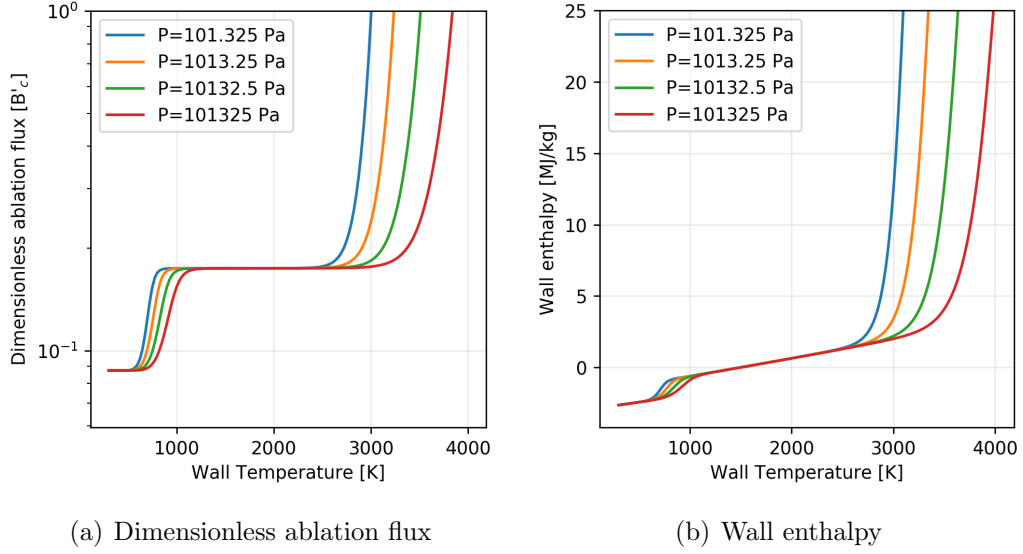 10⁰
10⁻¹
Dimensionless ablation flux [B'c]
P=101.325 Pa
P=1013.25 Pa
P=10132.5 Pa
P=101325 Pa
1000 2000 3000 4000
Wall Temperature [K]
25
20
15
10
5
0
Wall enthalpy [MJ/kg]
P=101.325 Pa
P=1013.25 Pa
P=10132.5 Pa
P=101325 Pa
1000 2000 3000 4000
Wall Temperature [K]
(a) Dimensionless ablation flux
(b) Wall enthalpy